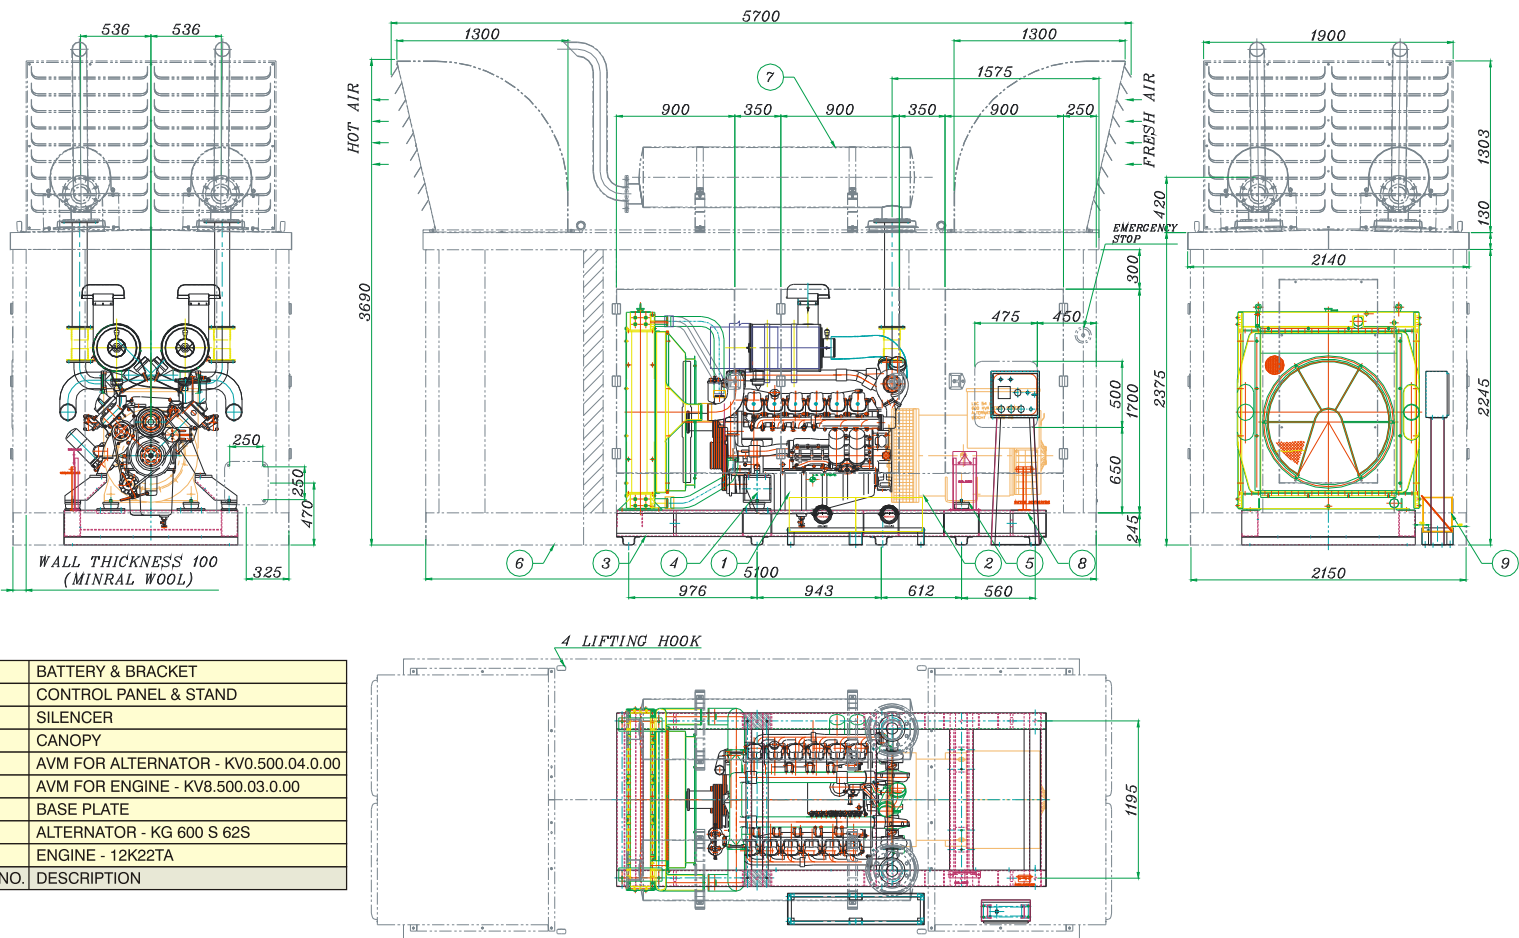 536
536
5700
1300
1300
1575
900
350
900
350
900
250
7
HOT AIR
FRESH AIR
EMERGENCY
STOP
3690
300
475
450
500
1700
650
245
2375
1900
1303
420
130
2140
2245
2150
250
250
470
325
WALL THICKNESS 100
(MINRAL WOOL)
6
3
4
1
2
5
8
9
5100
976
943
612
560
4 LIFTING HOOK
1195
BATTERY & BRACKET
CONTROL PANEL & STAND
SILENCER
CANOPY
AVM FOR ALTERNATOR - KV0.500.04.0.00
AVM FOR ENGINE - KV8.500.03.0.00
BASE PLATE
ALTERNATOR - KG 600 S 62S
ENGINE - 12K22TA
NO. DESCRIPTION